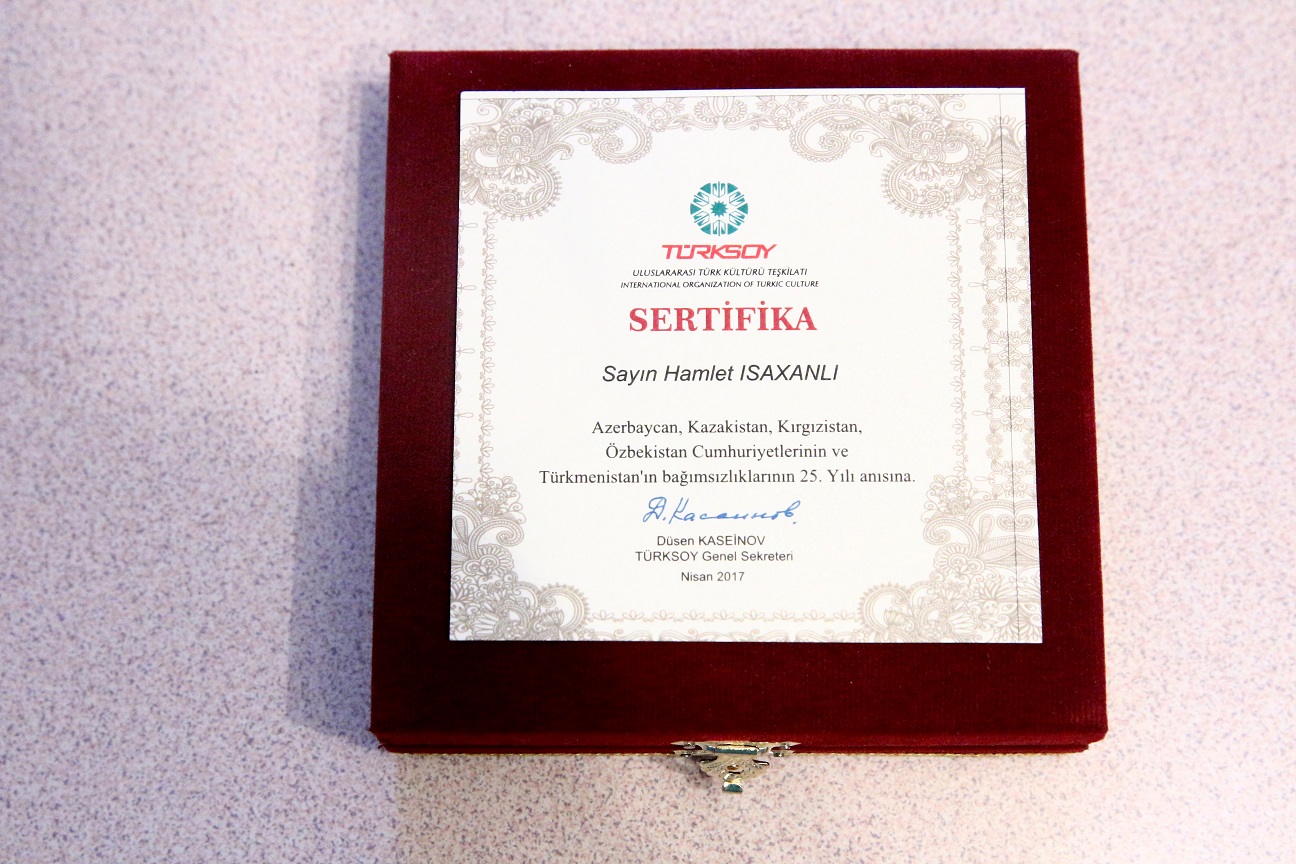 TÜRKSOY
ULUSLARARASI TÜRK KÜLTÜRÜ TEŞKİLATI
INTERNATIONAL ORGANIZATION OF TURKIC CULTURE
SERTİFİKA
Sayın Hamlet ISAXANLI
Azerbaycan, Kazakistan, Kırgızistan,
Özbekistan Cumhuriyetlerinin ve
Türkmenistan'ın bağımsızlıklarının 25. Yılı anısına.
Д. Касеинов
Düsen KASEİNOV
TÜRKSOY Genel Sekreteri
Nisan 2017